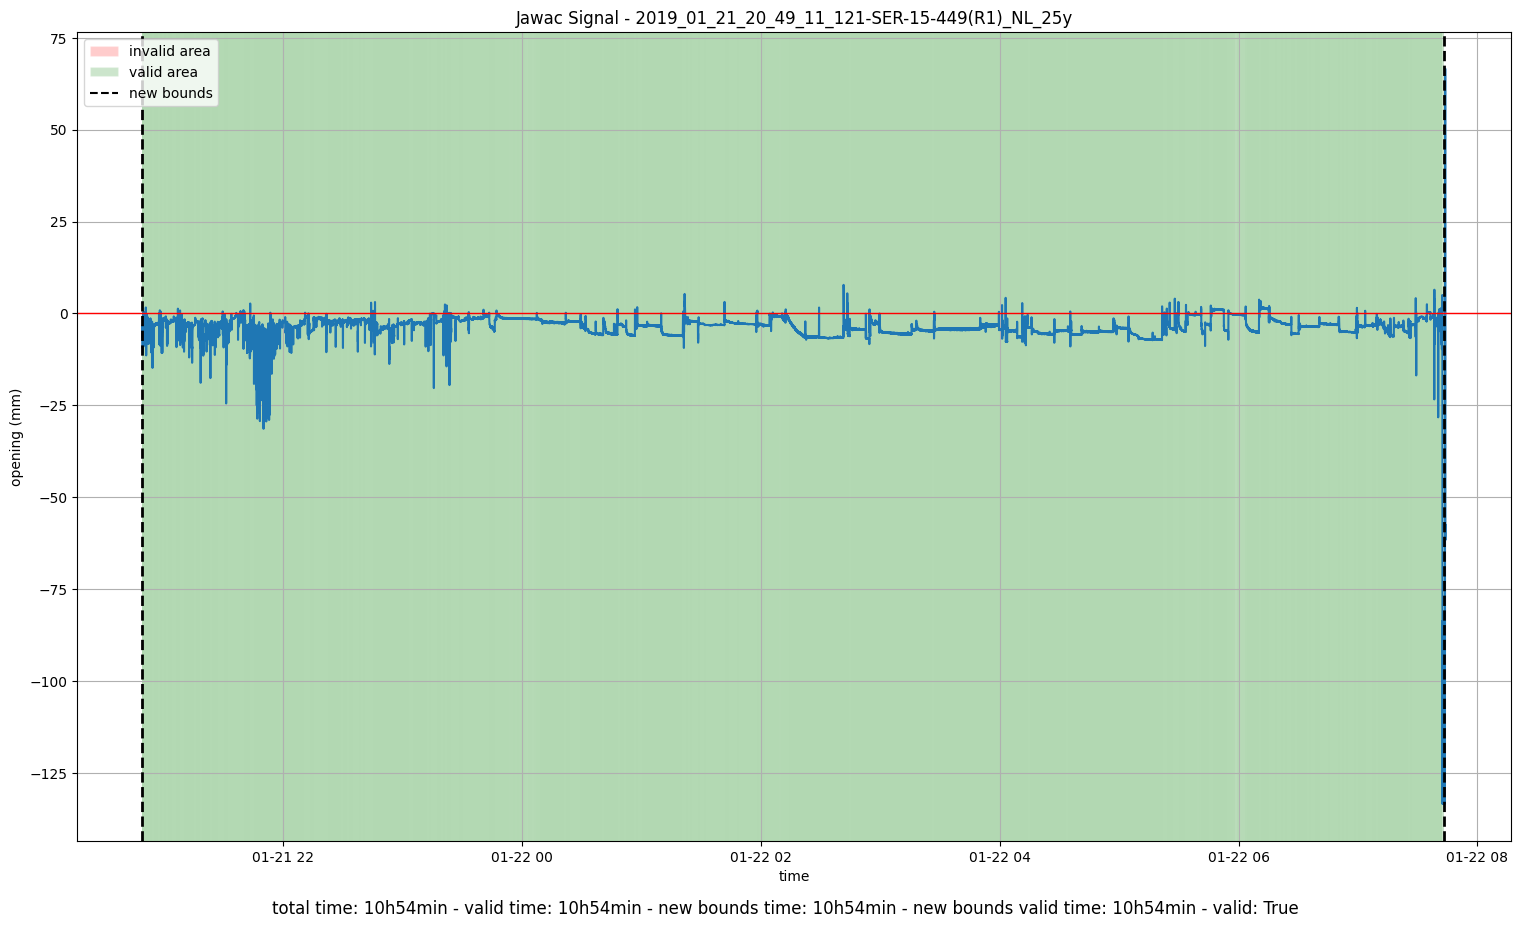 Jawac Signal - 2019_01_21_20_49_11_121-SER-15-449(R1)_NL_25y
invalid area
valid area
new bounds
75
50
25
0
−25
−50
−75
−100
−125
opening (mm)
01-21 22
01-22 00
01-22 02
01-22 04
01-22 06
01-22 08
time
total time: 10h54min - valid time: 10h54min - new bounds time: 10h54min - new bounds valid time: 10h54min - valid: True